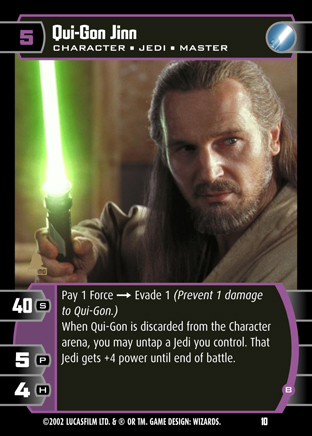 5 Qui-Gon Jinn
CHARACTER ▪ JEDI ▪ MASTER
40 S
5 P
4 H
Pay 1 Force → Evade 1 (Prevent 1 damage
to Qui-Gon.)
When Qui-Gon is discarded from the Character
arena, you may untap a Jedi you control. That
Jedi gets +4 power until end of battle.
©2002 LUCASFILM LTD. & ® OR TM. GAME DESIGN: WIZARDS. 10